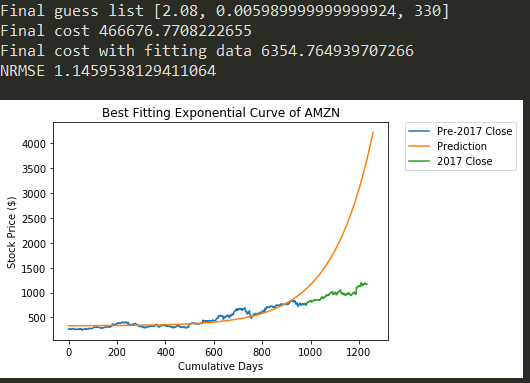 Final guess list [2.08, 0.005989999999999924, 330]
Final cost 466676.7708222655
Final cost with fitting data 6354.764939707266
NRMSE 1.1459538129411064
Best Fitting Exponential Curve of AMZN
Pre-2017 Close
Prediction
2017 Close
Stock Price ($)
4000
3500
3000
2500
2000
1500
1000
500
0 200 400 600 800 1000 1200
Cumulative Days